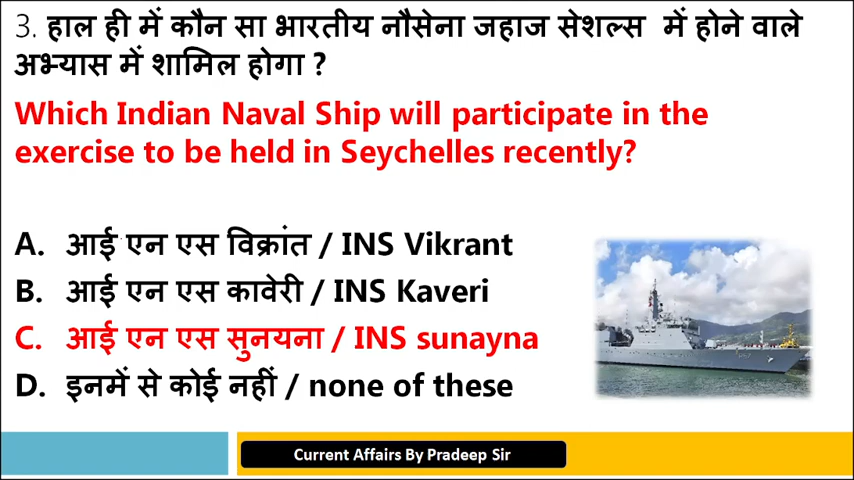 3. हाल ही में कौन सा भारतीय नौसेना जहाज सेशल्स में होने वाले
अभ्यास में शामिल होगा ?
Which Indian Naval Ship will participate in the
exercise to be held in Seychelles recently?
A. आई एन एस विक्रांत / INS Vikrant
B. आई एन एस कावेरी / INS Kaveri
C. आई एन एस सुनयना / INS sunayna
D. इनमें से कोई नहीं / none of these
Current Affairs By Pradeep Sir